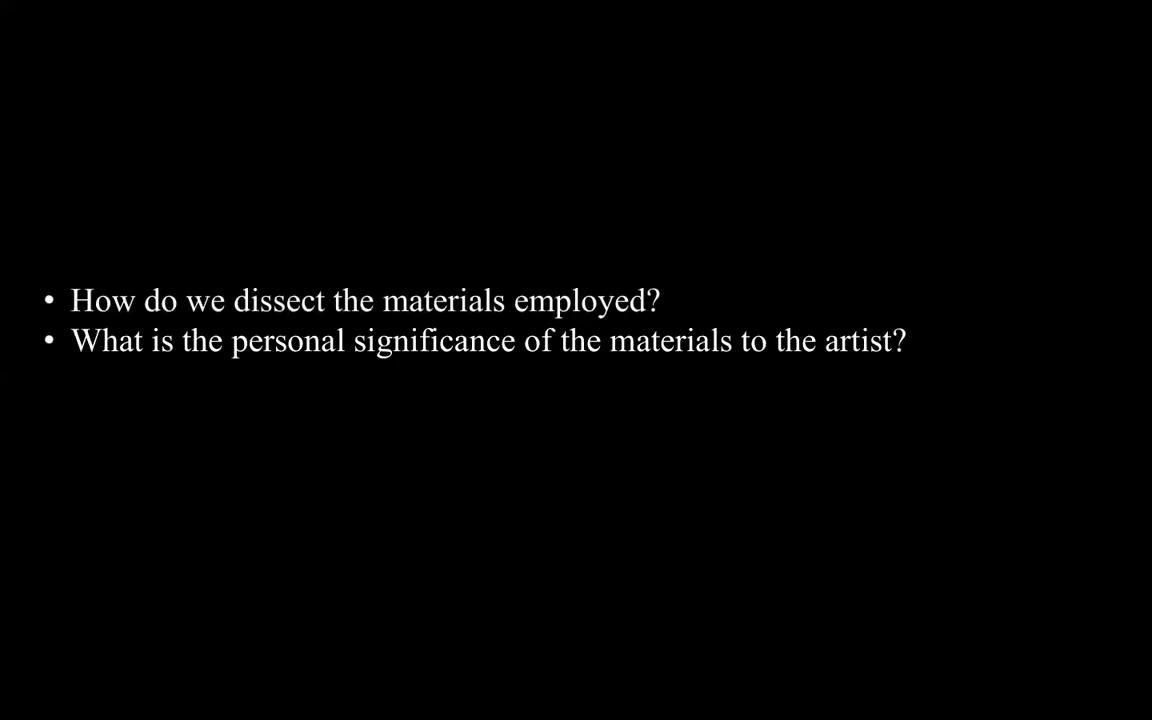 • How do we dissect the materials employed?
• What is the personal significance of the materials to the artist?